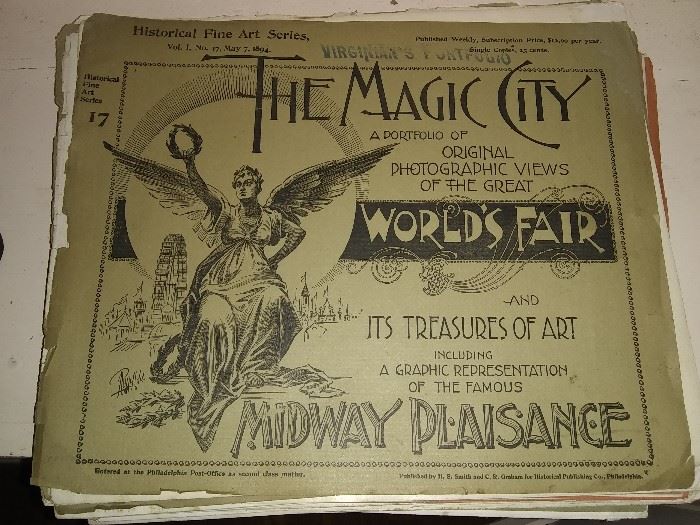 Historical Fine Art Series,
Vol. I, No. 17, May 7, 1894.
Published Weekly, Subscription Price, $12.00 per year.
Single Copies, 15 cents.
VIRGINIAN'S PORTFOLIO
Historical
Fine
Art
Series
17
THE MAGIC CITY
A PORTFOLIO OF
ORIGINAL
PHOTOGRAPHIC VIEWS
OF THE GREAT
WORLD'S FAIR
AND
ITS TREASURES OF ART
INCLUDING
A GRAPHIC REPRESENTATION
OF THE FAMOUS
MIDWAY PLAISANCE
Entered at the Philadelphia Post-Office as second class matter.
Published by H. S. Smith and C. R. Graham for Historical Publishing Co., Philadelphia.